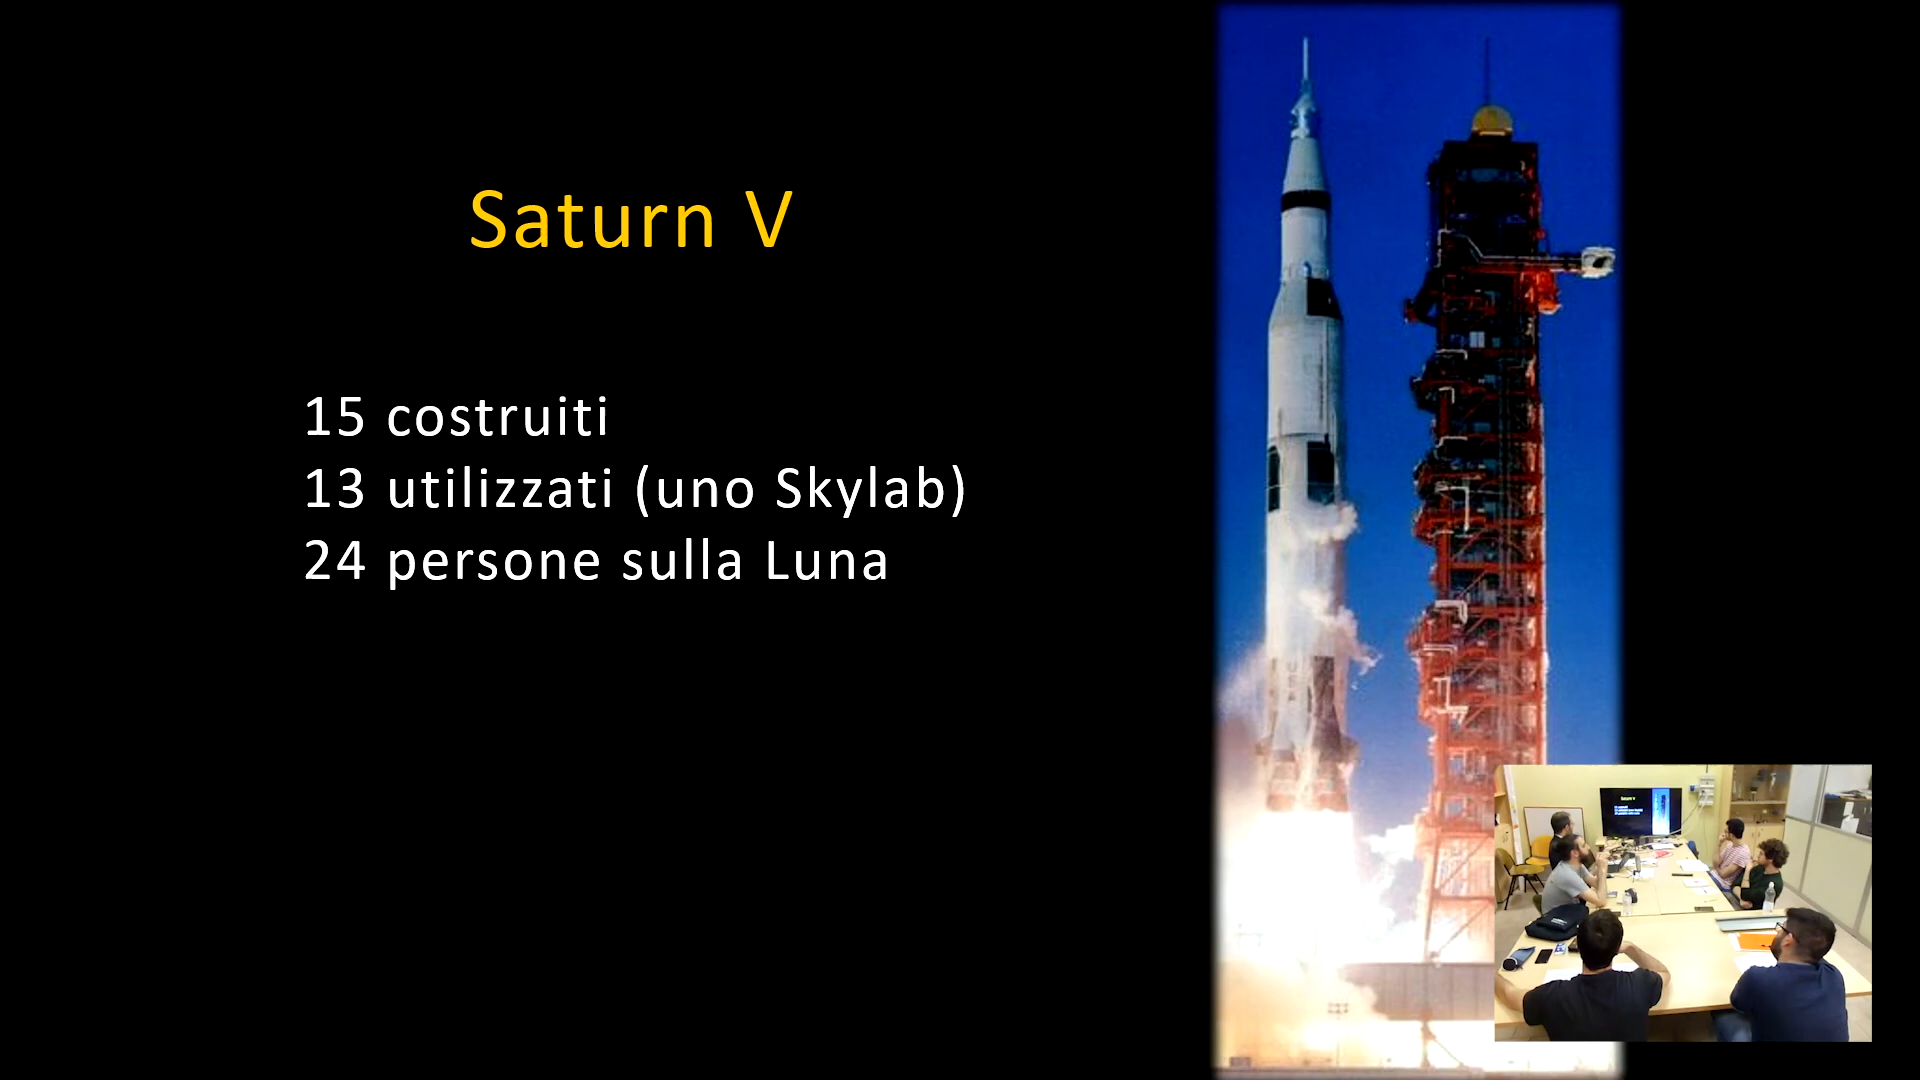 Saturn V
15 costruiti
13 utilizzati (uno Skylab)
24 persone sulla Luna